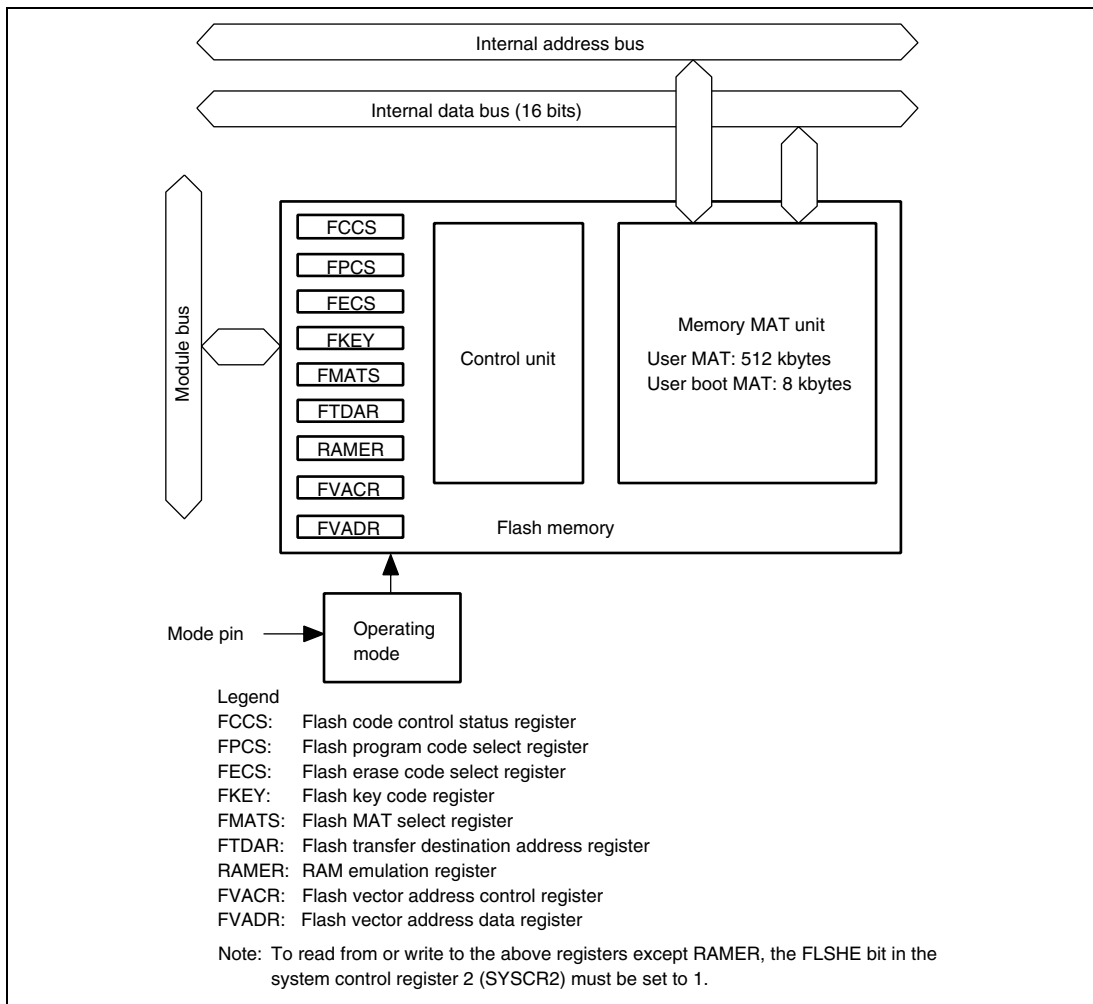 Internal address bus
Internal data bus (16 bits)
Module bus
FCCS
FPCS
FECS
FKEY
FMATS
FTDAR
RAMER
FVACR
FVADR
Control unit
Memory MAT unit
User MAT: 512 kbytes
User boot MAT: 8 kbytes
Flash memory
Mode pin
Operating
mode
Legend
FCCS: Flash code control status register
FPCS: Flash program code select register
FECS: Flash erase code select register
FKEY: Flash key code register
FMATS: Flash MAT select register
FTDAR: Flash transfer destination address register
RAMER: RAM emulation register
FVACR: Flash vector address control register
FVADR: Flash vector address data register
Note: To read from or write to the above registers except RAMER, the FLSHE bit in the
system control register 2 (SYSCR2) must be set to 1.